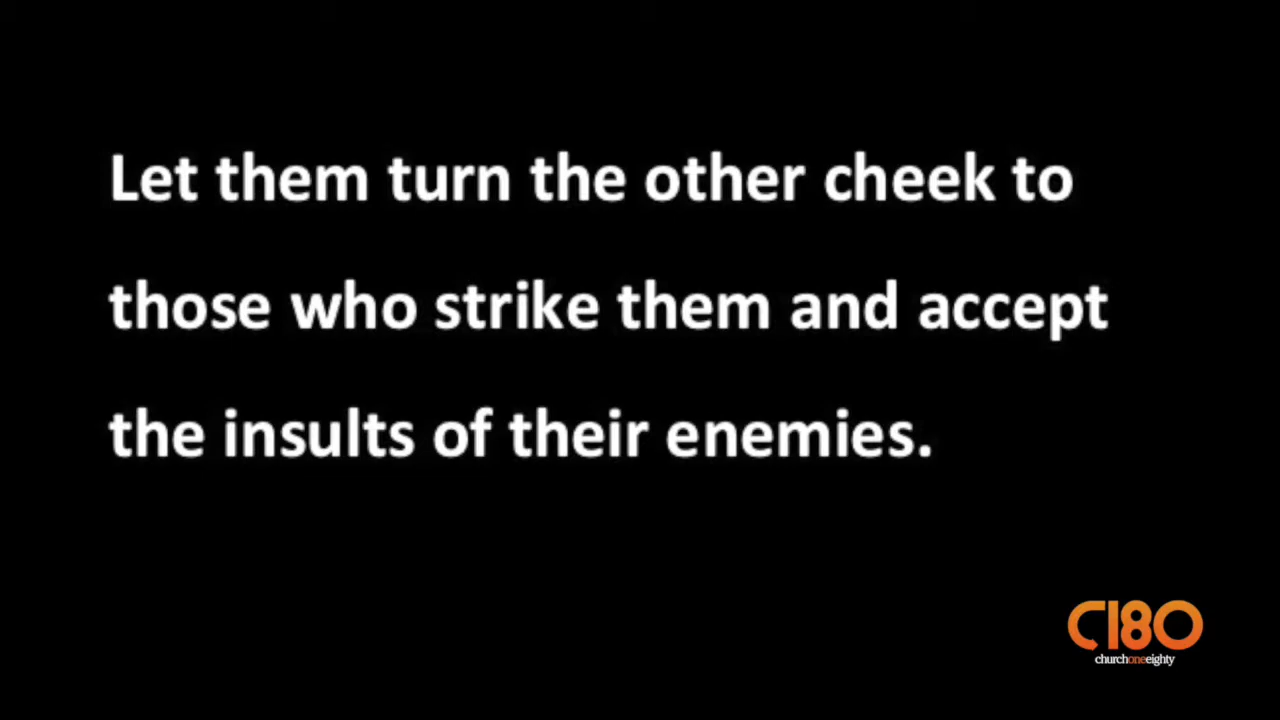 Let them turn the other cheek to
those who strike them and accept
the insults of their enemies.
C180
churchoneeighty